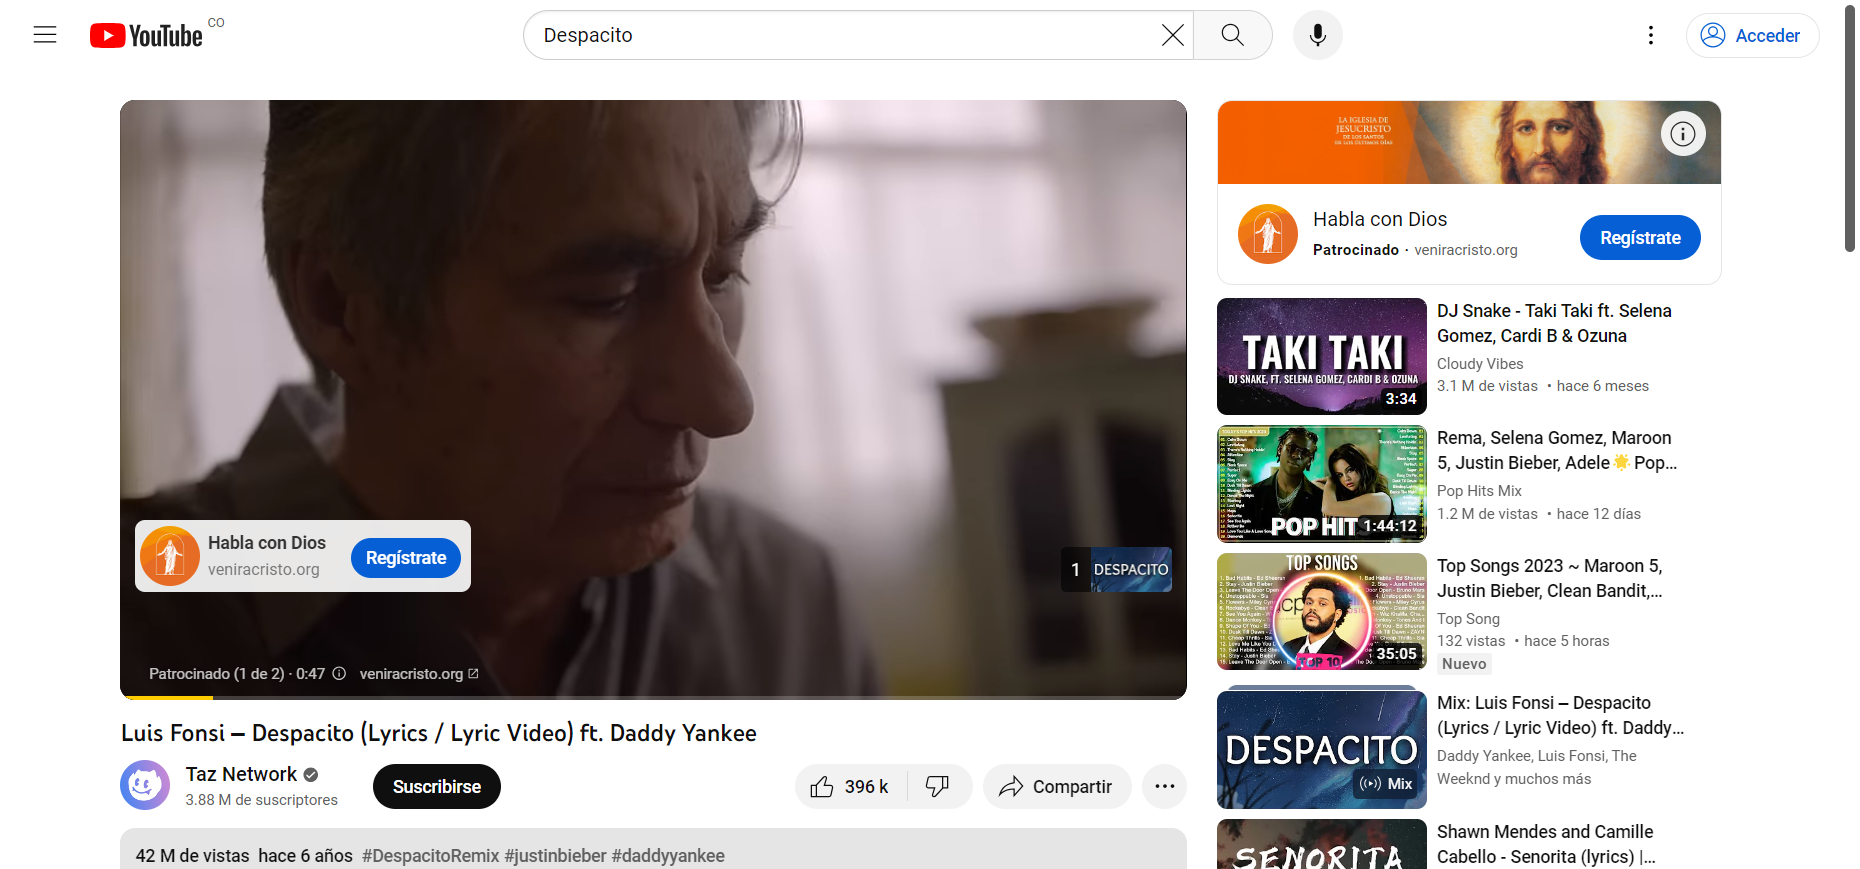 YouTube CO
Despacito
Acceder
Habla con Dios
veniracristo.org
Regístrate
1 DESPACITO
Patrocinado (1 de 2) · 0:47 veniracristo.org
Luis Fonsi ‒ Despacito (Lyrics / Lyric Video) ft. Daddy Yankee
Taz Network
3.88 M de suscriptores
Suscribirse
396 k
Compartir
42 M de vistas hace 6 años #DespacitoRemix #justinbieber #daddyyankee
LA IGLESIA DE
JESUCRISTO
DE LOS SANTOS
DE LOS ÚLTIMOS DÍAS
Habla con Dios
Patrocinado · veniracristo.org
Regístrate
TAKI TAKI
DJ SNAKE, FT. SELENA GOMEZ, CARDI B & OZUNA
3:34
DJ Snake - Taki Taki ft. Selena
Gomez, Cardi B & Ozuna
Cloudy Vibes
3.1 M de vistas • hace 6 meses
POP HIT
1:44:12
Rema, Selena Gomez, Maroon
5, Justin Bieber, Adele🌟 Pop...
Pop Hits Mix
1.2 M de vistas • hace 12 días
TOP SONGS
TOP 10
35:05
Top Songs 2023 ~ Maroon 5,
Justin Bieber, Clean Bandit,...
Top Song
132 vistas • hace 5 horas
Nuevo
DESPACITO
Mix
Mix: Luis Fonsi ‒ Despacito
(Lyrics / Lyric Video) ft. Daddy...
Daddy Yankee, Luis Fonsi, The
Weeknd y muchos más
SENORITA
Shawn Mendes and Camille
Cabello - Senorita (lyrics) |...